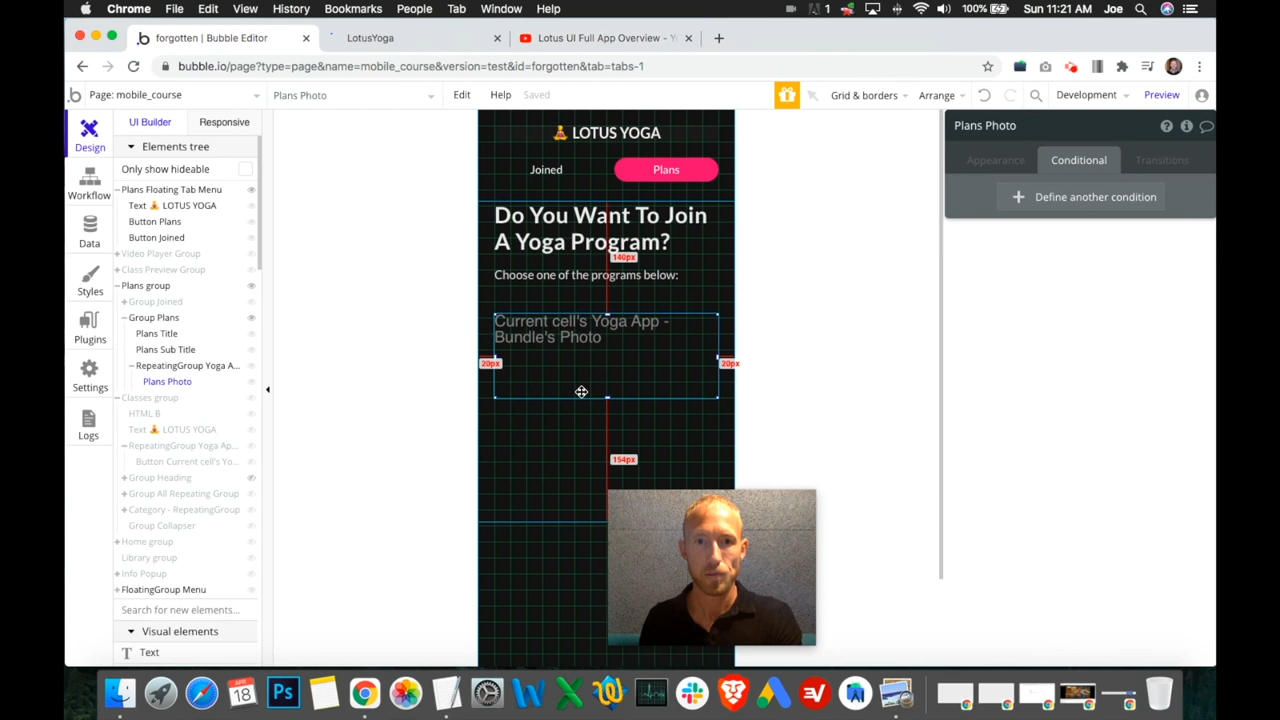 Chrome File Edit View History Bookmarks People Tab Window Help
1 100% Sun 11:21 AM Joe
forgotten | Bubble Editor
LotusYoga
Lotus UI Full App Overview - Y
bubble.io/page?type=page&name=mobile_course&version=test&id=forgotten&tab=tabs-1
Page: mobile_course
Plans Photo
Edit Help Saved
Grid & borders
Arrange
Development
Preview
Design
Workflow
Data
Styles
Plugins
Settings
Logs
UI Builder
Responsive
Elements tree
Only show hideable
Plans Floating Tab Menu
Text 🧘 LOTUS YOGA
Button Plans
Button Joined
Video Player Group
Class Preview Group
Plans group
Group Joined
Group Plans
Plans Title
Plans Sub Title
RepeatingGroup Yoga A...
Plans Photo
Classes group
HTML B
Text 🧘 LOTUS YOGA
RepeatingGroup Yoga Ap...
Button Current cell's Yo...
Group Heading
Group All Repeating Group
Category - RepeatingGroup
Group Collapser
Home group
Library group
Info Popup
FloatingGroup Menu
Search for new elements...
Visual elements
Text
🧘 LOTUS YOGA
Joined
Plans
Do You Want To Join
A Yoga Program?
140px
Choose one of the programs below:
Current cell's Yoga App -
Bundle's Photo
20px
20px
154px
Plans Photo
Appearance
Conditional
Transitions
Define another condition
APR
18
Ps